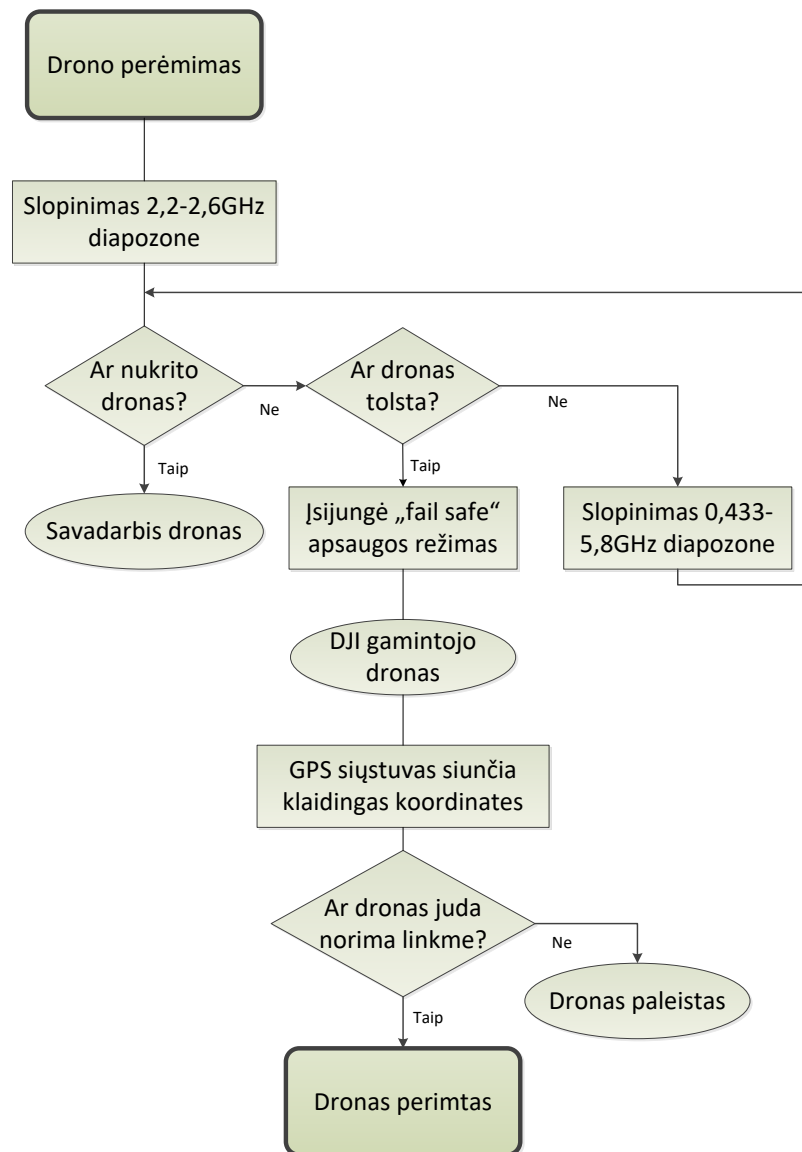 Drono perėmimas
Slopinimas 2,2-2,6GHz
diapozone
Ar nukrito
dronas?
Ne
Ar dronas
tolsta?
Ne
Taip
Taip
Savadarbis dronas
Įsijungė „fail safe“
apsaugos režimas
Slopinimas 0,433-
5,8GHz diapozone
DJI gamintojo
dronas
GPS siųstuvas siunčia
klaidingas koordinates
Ar dronas juda
norima linkme?
Ne
Dronas paleistas
Taip
Dronas perimtas